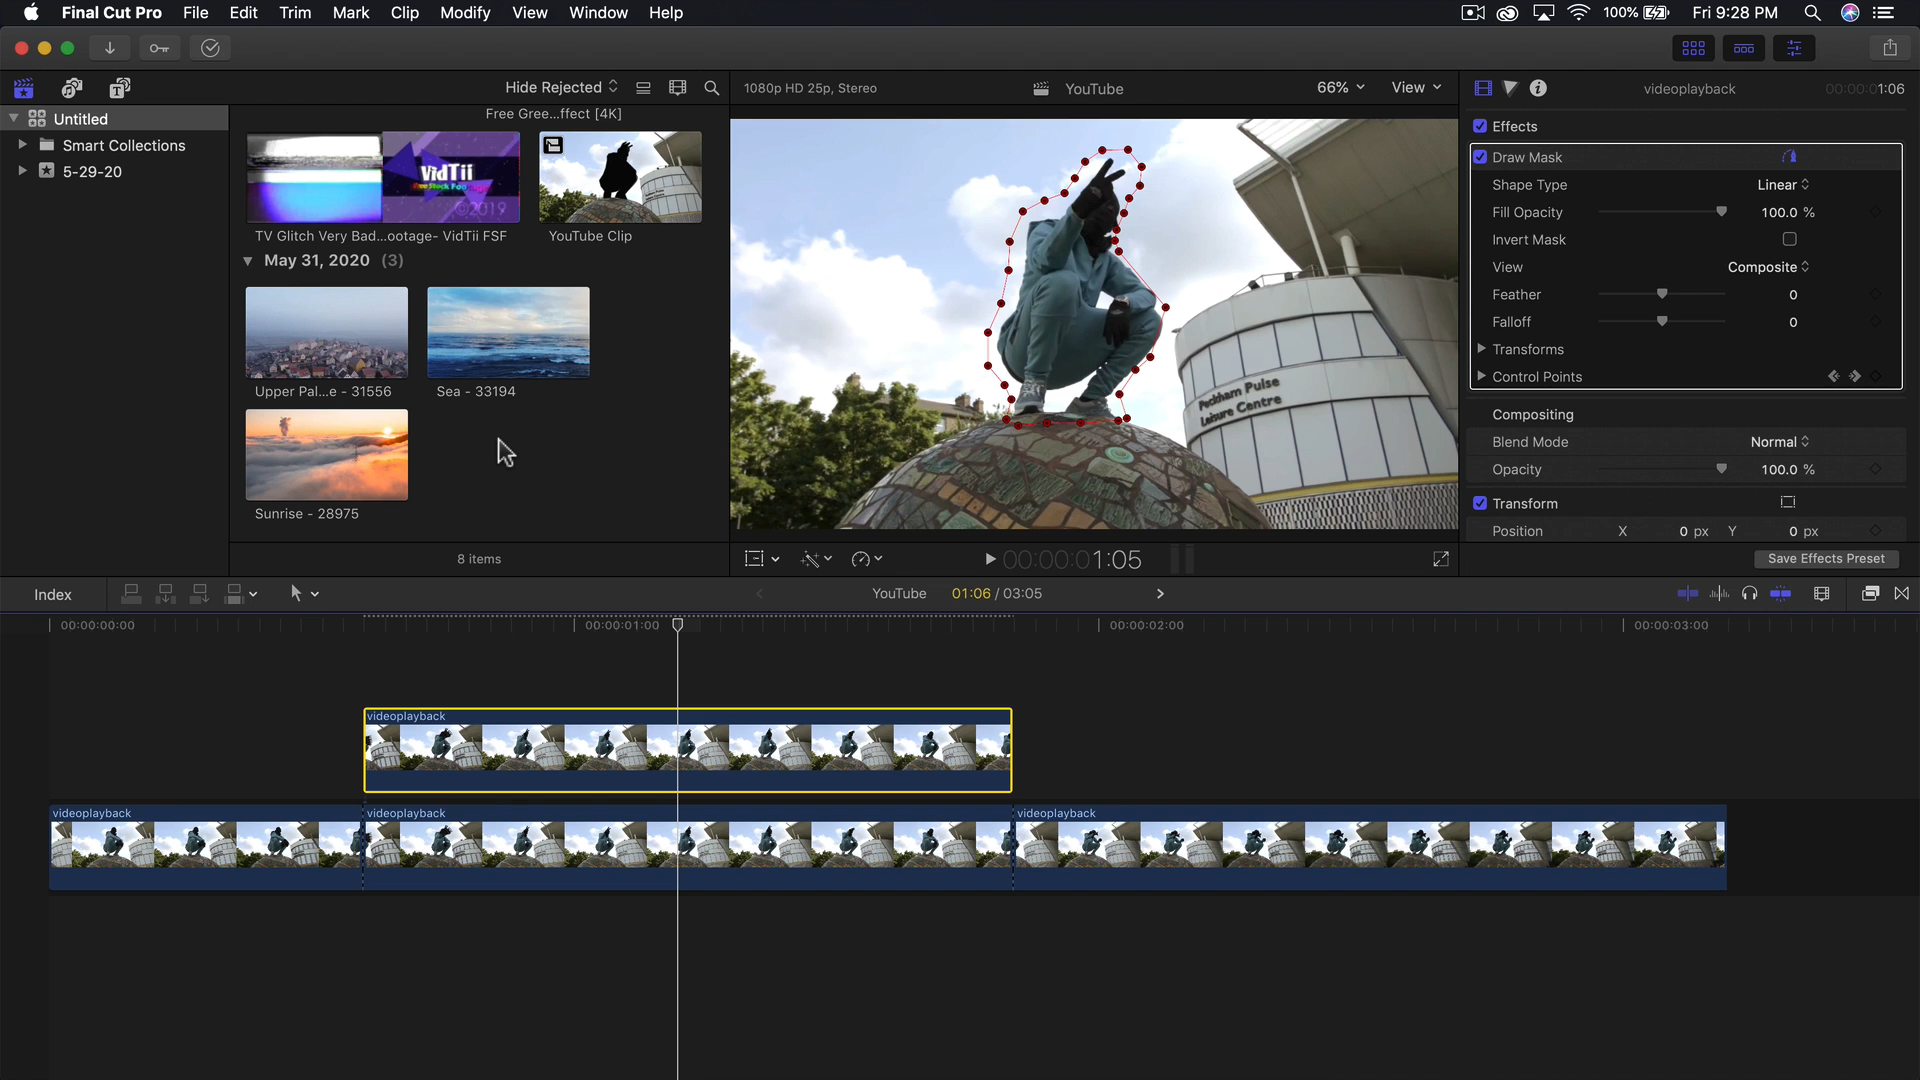 Final Cut Pro File Edit Trim Mark Clip Modify View Window Help 100% Fri 9:28 PM
Hide Rejected
1080p HD 25p, Stereo YouTube 66% View
videoplayback 00:00:01:06
Untitled
Smart Collections
5-29-20
Free Gree...ffect [4K]
VidTii
Free Stock Footage
©2019
TV Glitch Very Bad...ootage- VidTii FSF
YouTube Clip
May 31, 2020 (3)
Upper Pal...e - 31556
Sea - 33194
Sunrise - 28975
8 items
Peckham Pulse
Leisure Centre
00:00:00:01:05
Effects
Draw Mask
Shape Type Linear
Fill Opacity 100.0 %
Invert Mask
View Composite
Feather 0
Falloff 0
Transforms
Control Points
Compositing
Blend Mode Normal
Opacity 100.0 %
Transform
Position X 0 px Y 0 px
Save Effects Preset
Index YouTube 01:06 / 03:05
00:00:00:00 00:00:01:00 00:00:02:00 00:00:03:00
videoplayback
videoplayback videoplayback videoplayback